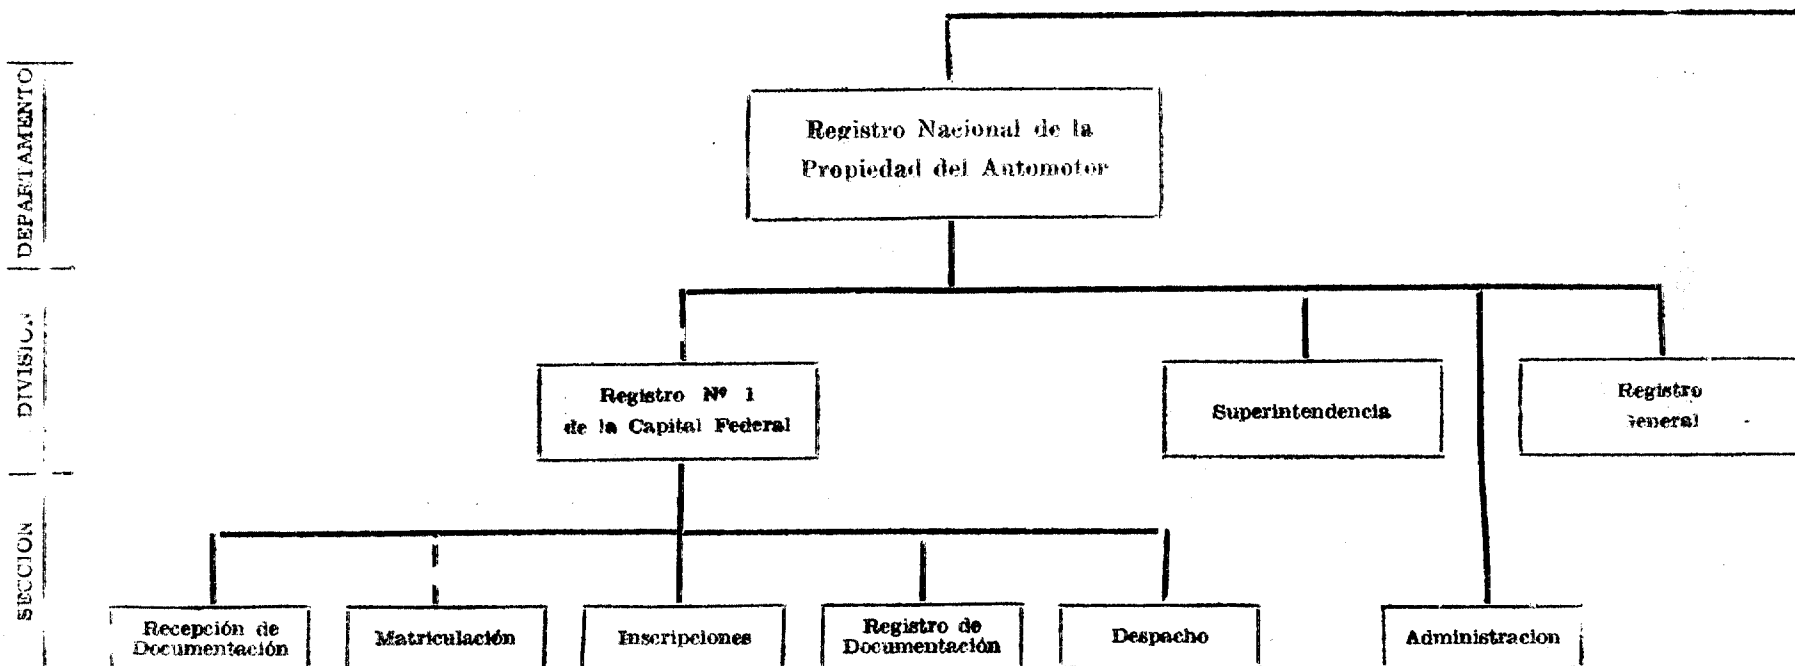 DEPARTAMENTO
Registro Nacional de la
Propiedad del Automotor
DIVISION
Registro Nº 1
de la Capital Federal
Superintendencia
Registro
General
SECCION
Recepción de
Documentación
Matriculación
Inscripciones
Registro de
Documentación
Despacho
Administracion